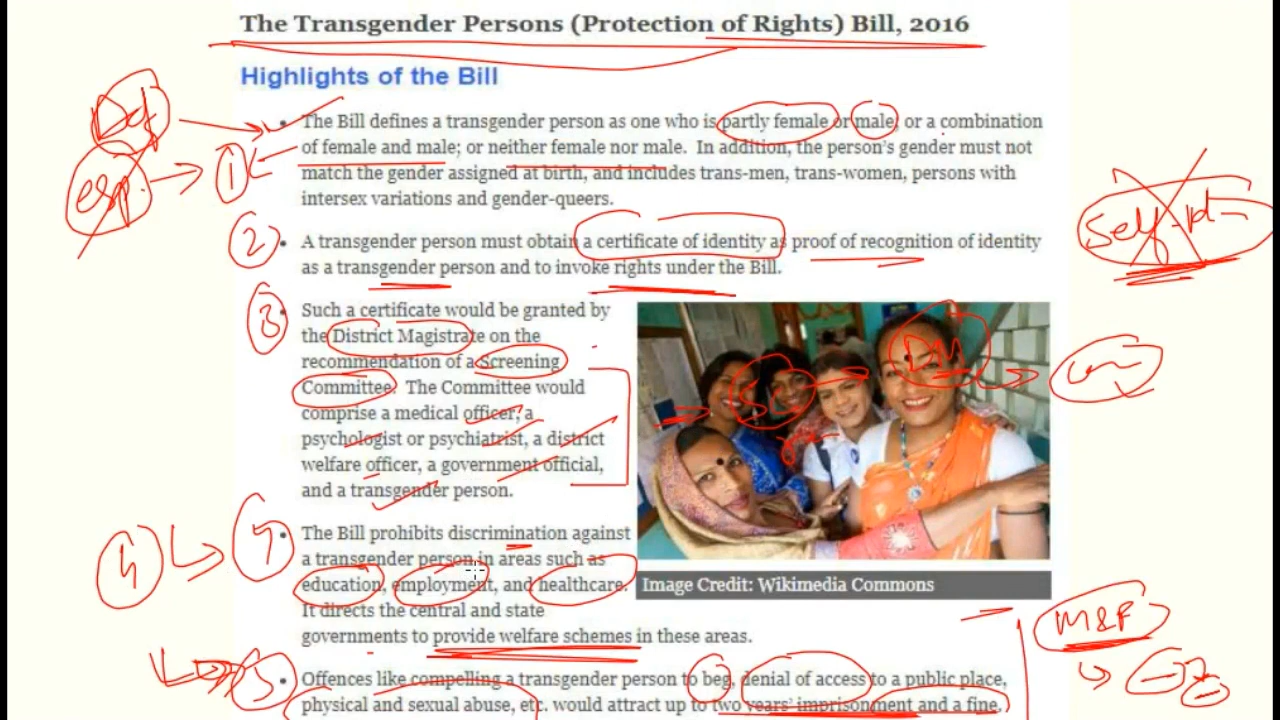 The Transgender Persons (Protection of Rights) Bill, 2016
Highlights of the Bill
Def
exp.
The Bill defines a transgender person as one who is partly female or male; or a combination
of female and male; or neither female nor male. In addition, the person's gender must not
match the gender assigned at birth, and includes trans-men, trans-women, persons with
intersex variations and gender-queers.
1
2
A transgender person must obtain a certificate of identity as proof of recognition of identity
as a transgender person and to invoke rights under the Bill.
Self
3
Such a certificate would be granted by
the District Magistrate on the
recommendation of a Screening
Committee. The Committee would
comprise a medical officer, a
psychologist or psychiatrist, a district
welfare officer, a government official,
and a transgender person.
SC
DM
Image Credit: Wikimedia Commons
4
The Bill prohibits discrimination against
a transgender person in areas such as
education, employment, and healthcare.
It directs the central and state
governments to provide welfare schemes in these areas.
M&F
5
Offences like compelling a transgender person to beg, denial of access to a public place,
physical and sexual abuse, etc. would attract up to two years' imprisonment and a fine.